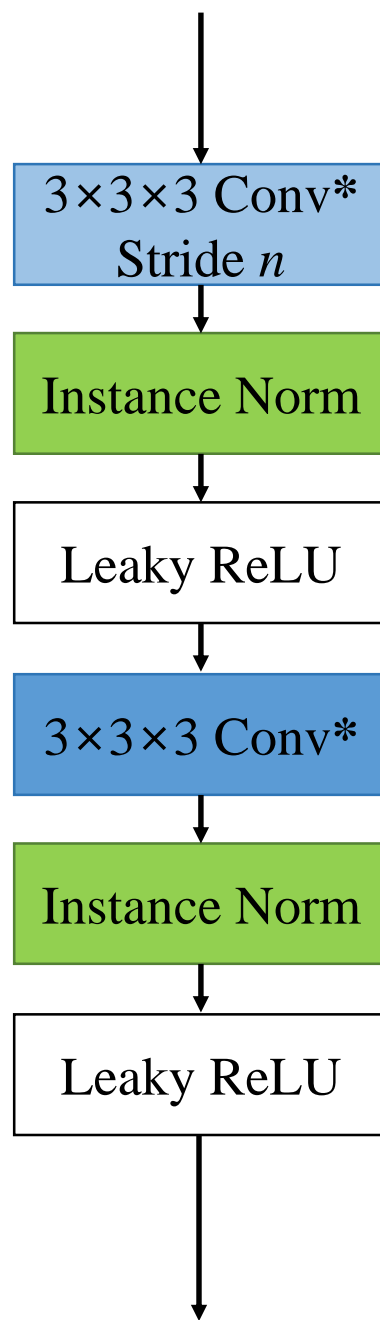 3×3×3 Conv*
Stride n
Instance Norm
Leaky ReLU
3×3×3 Conv*
Instance Norm
Leaky ReLU